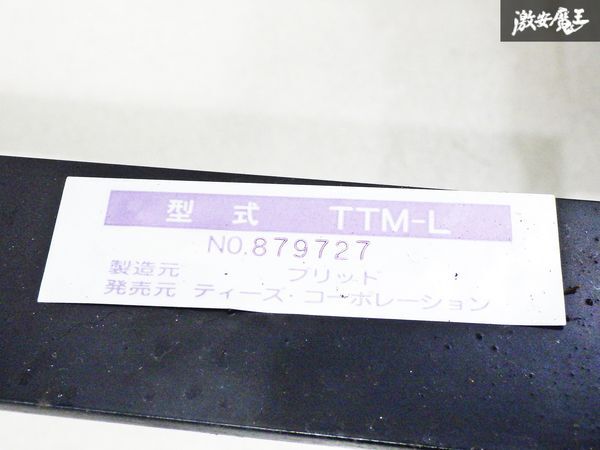 激安魔王
型式 TTM-L
NO.879727
製造元 ブリッド
発売元 ティーズ・コーポレーション